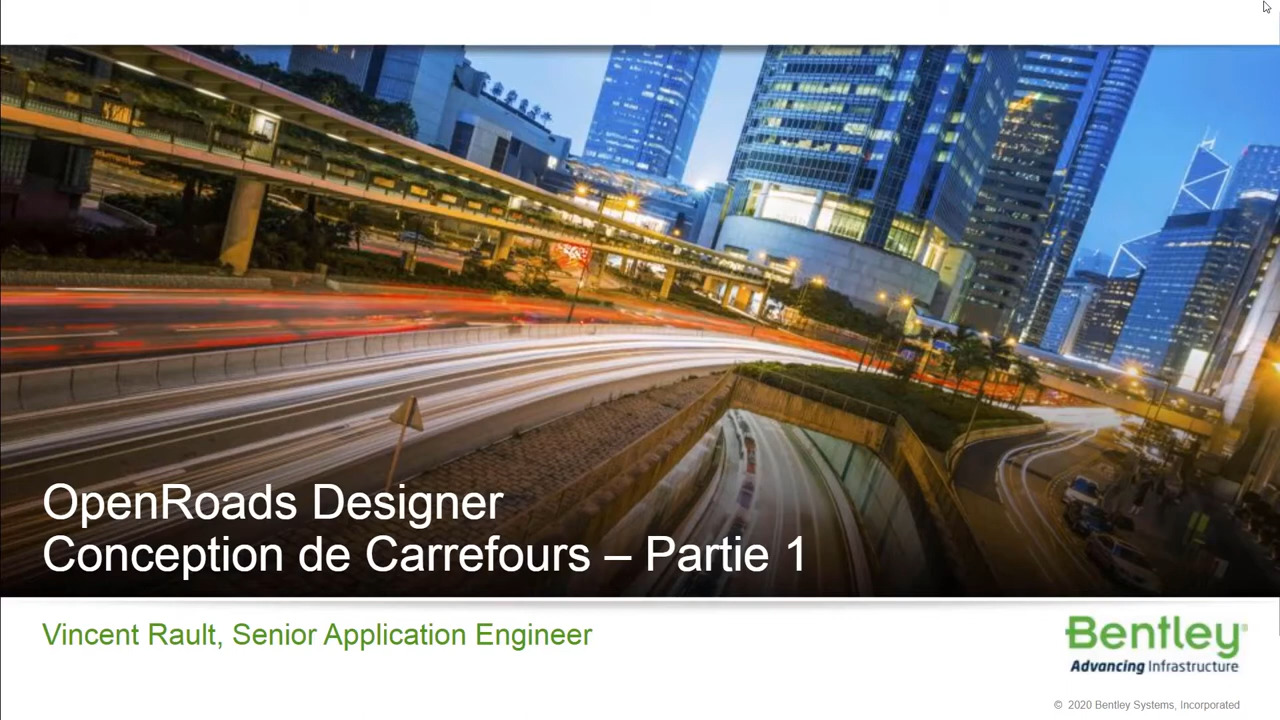 OpenRoads Designer
Conception de Carrefours – Partie 1
Vincent Rault, Senior Application Engineer
Bentley®
Advancing Infrastructure
© 2020 Bentley Systems, Incorporated